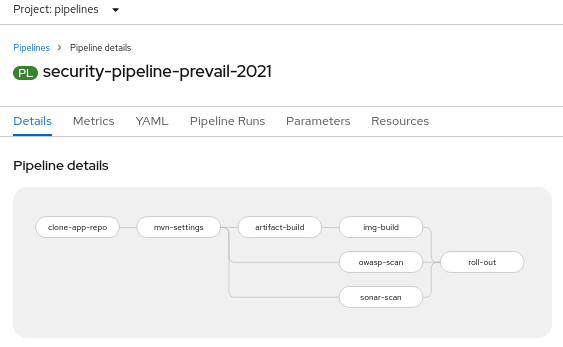 Project: pipelines
Pipelines > Pipeline details
PL security-pipeline-prevail-2021
Details Metrics YAML Pipeline Runs Parameters Resources
Pipeline details
clone-app-repo mvn-settings artifact-build img-build
owasp-scan roll-out
sonar-scan